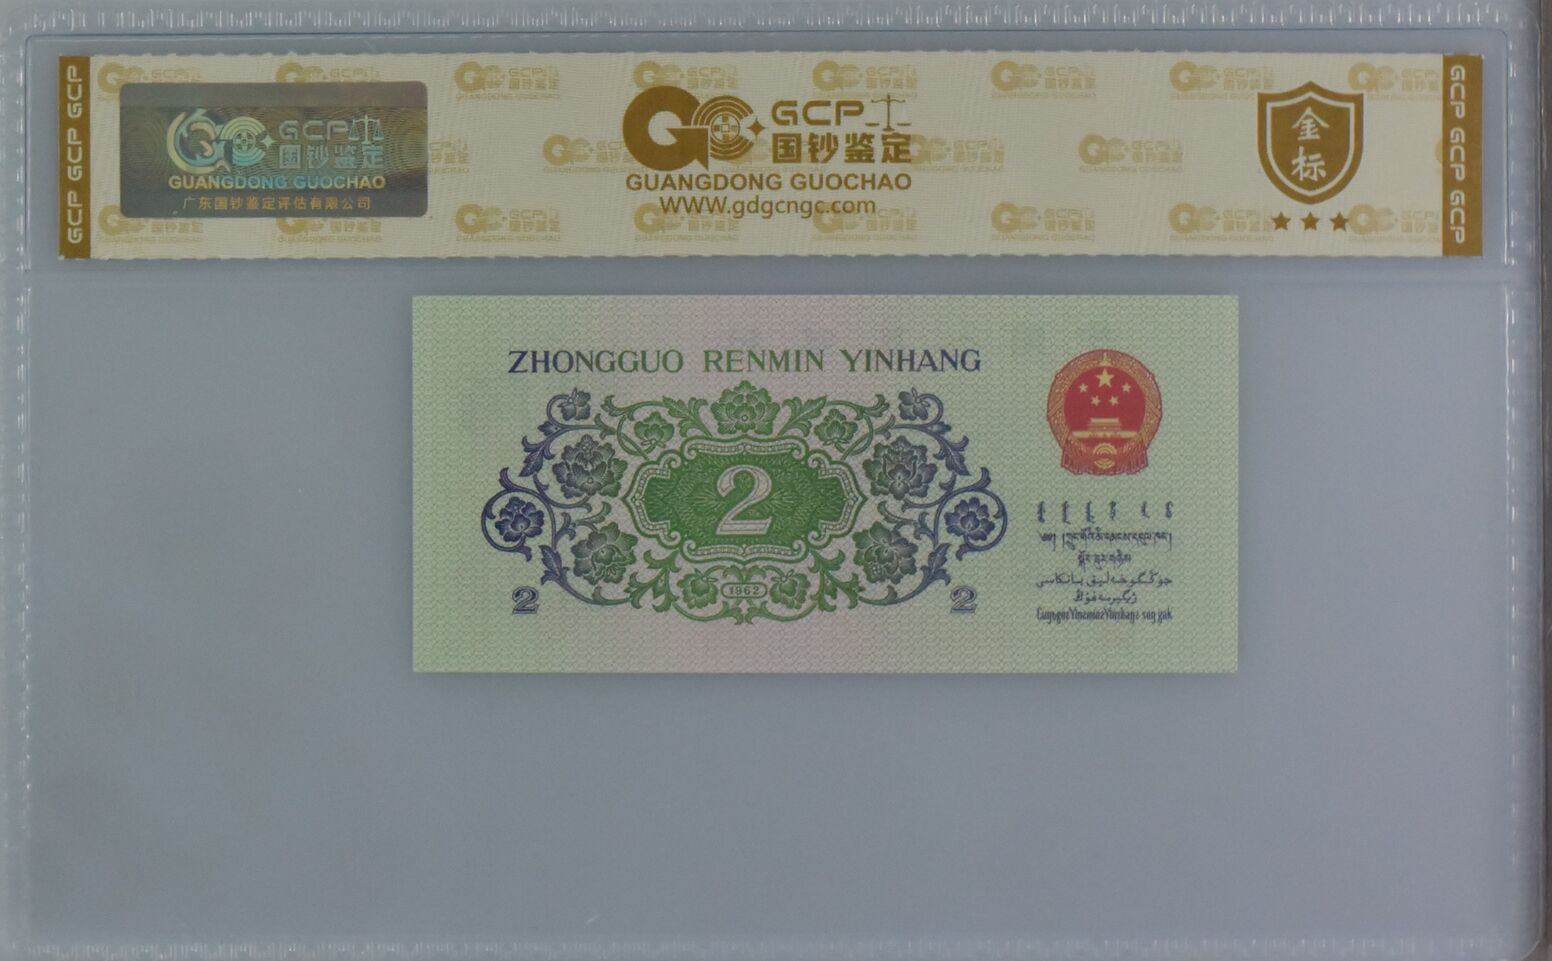 GCP GCP GCP
GCP
国钞鉴定
GUANGDONG GUOCHAO
广东国钞鉴定评估有限公司
GCP
国钞鉴定
GUANGDONG GUOCHAO
WWW.gdgcngc.com
金
标
GCP GCP GCP
ZHONGGUO RENMIN YINHANG
2
1962
2
2